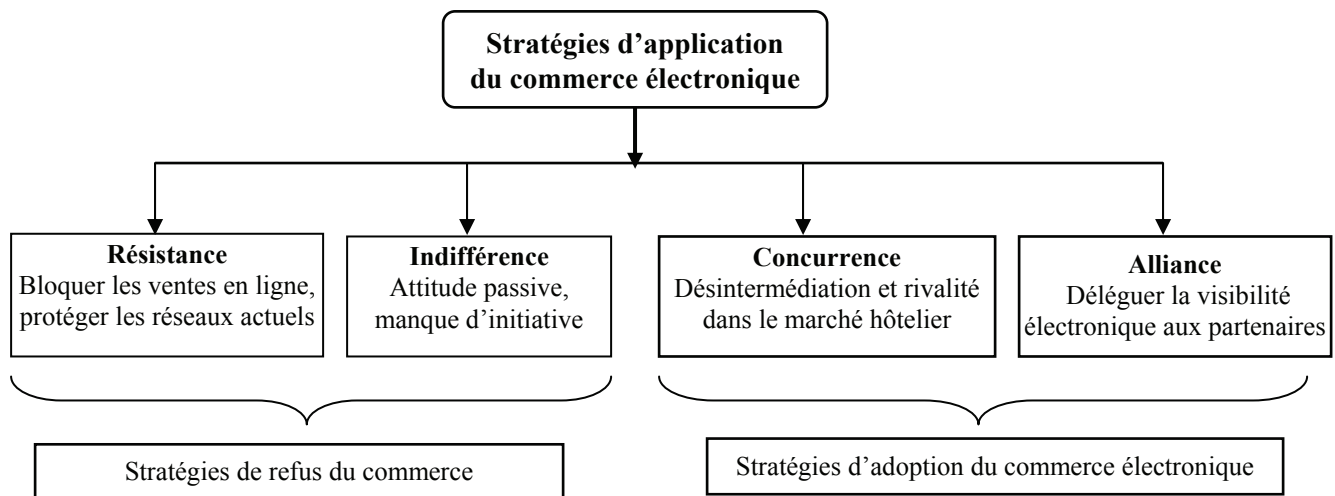 Stratégies d’application
du commerce électronique
Résistance
Bloquer les ventes en ligne,
protéger les réseaux actuels
Indifférence
Attitude passive,
manque d’initiative
Concurrence
Désintermédiation et rivalité
dans le marché hôtelier
Alliance
Déléguer la visibilité
électronique aux partenaires
Stratégies de refus du commerce
Stratégies d’adoption du commerce électronique